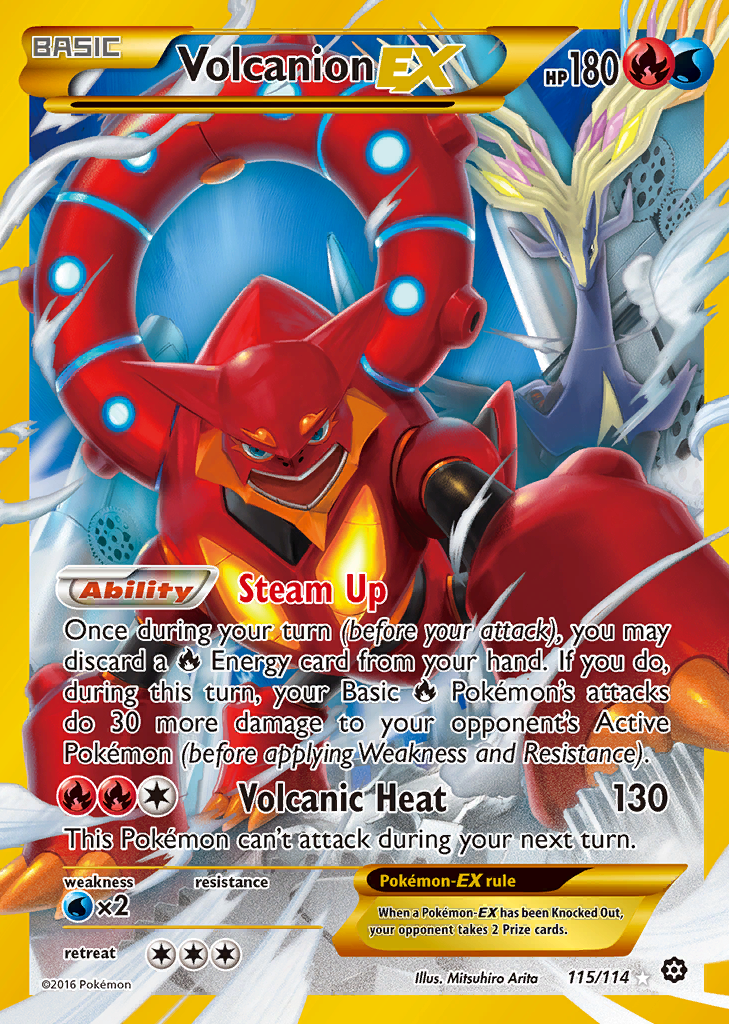 BASIC
Volcanion EX
HP 180
Ability Steam Up
Once during your turn (before your attack), you may
discard a Energy card from your hand. If you do,
during this turn, your Basic Pokémon's attacks
do 30 more damage to your opponent's Active
Pokémon (before applying Weakness and Resistance).
Volcanic Heat 130
This Pokémon can't attack during your next turn.
weakness resistance
×2
retreat
Pokémon-EX rule
When a Pokémon-EX has been Knocked Out,
your opponent takes 2 Prize cards.
©2016 Pokémon
Illus. Mitsuhiro Arita 115/114